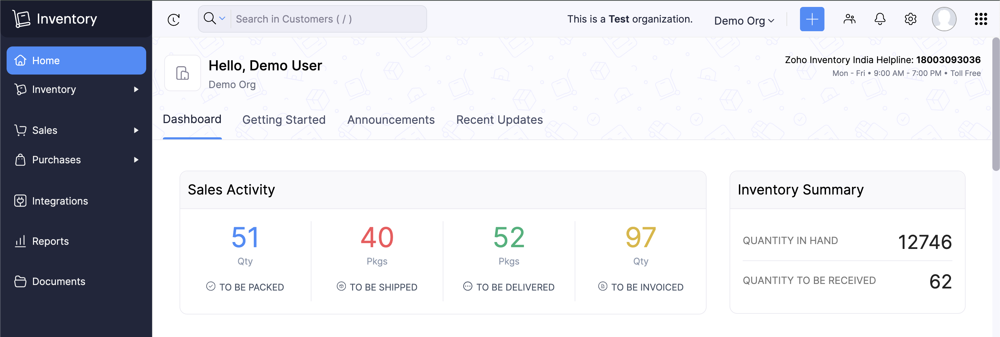 Inventory
Search in Customers ( / )
This is a Test organization.
Demo Org
Home
Inventory
Sales
Purchases
Integrations
Reports
Documents
Hello, Demo User
Demo Org
Zoho Inventory India Helpline: 18003093036
Mon - Fri • 9:00 AM - 7:00 PM • Toll Free
Dashboard
Getting Started
Announcements
Recent Updates
Sales Activity
51
Qty
TO BE PACKED
40
Pkgs
TO BE SHIPPED
52
Pkgs
TO BE DELIVERED
97
Qty
TO BE INVOICED
Inventory Summary
QUANTITY IN HAND
12746
QUANTITY TO BE RECEIVED
62